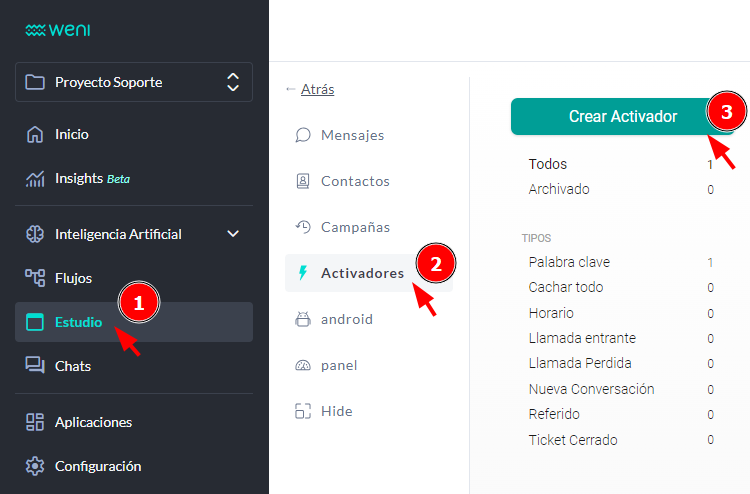 weni
Proyecto Soporte
Inicio
Insights Beta
Inteligencia Artificial
Flujos
1
Estudio
Chats
Aplicaciones
Configuración
← Atrás
Mensajes
Contactos
Campañas
Activadores
2
android
panel
Hide
Crear Activador
3
Todos 1
Archivado 0
TIPOS
Palabra clave 1
Cachar todo 0
Horario 0
Llamada entrante 0
Llamada Perdida 0
Nueva Conversación 0
Referido 0
Ticket Cerrado 0